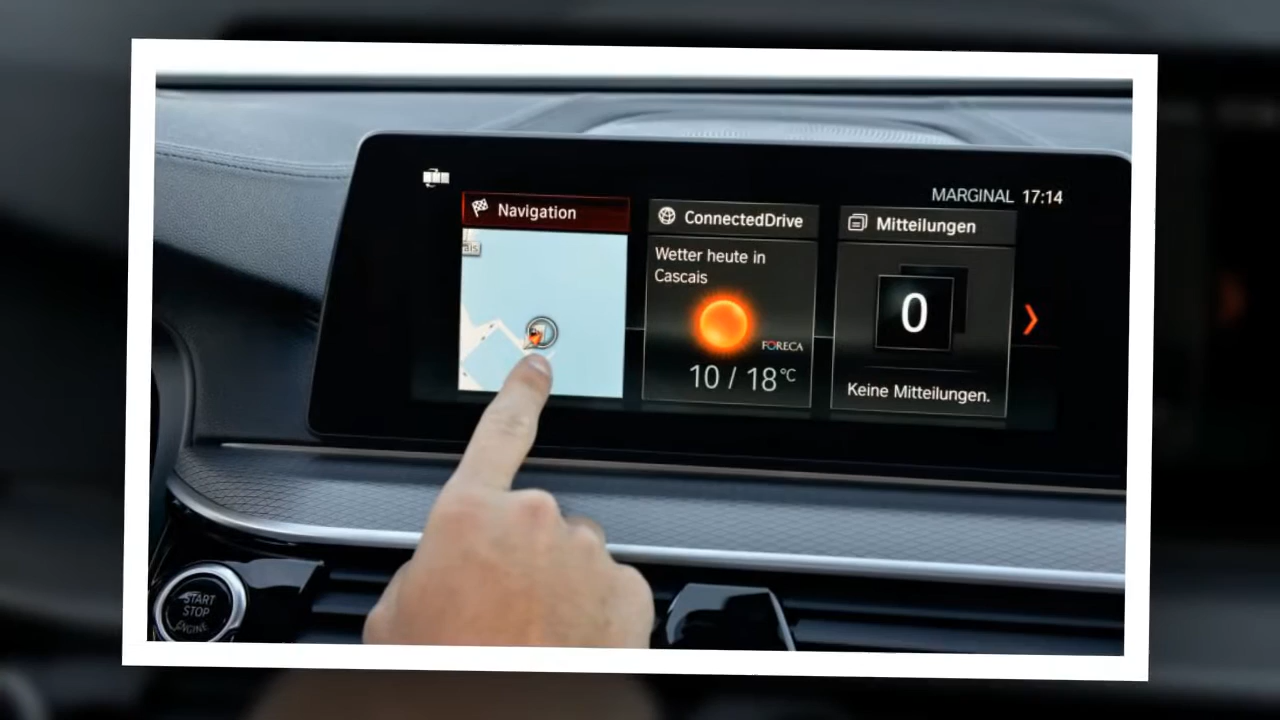 MARGINAL 17:14
Navigation
ais
ConnectedDrive
Wetter heute in
Cascais
FORECA
10 / 18°C
Mitteilungen
0
Keine Mitteilungen.
START
STOP
ENGINE